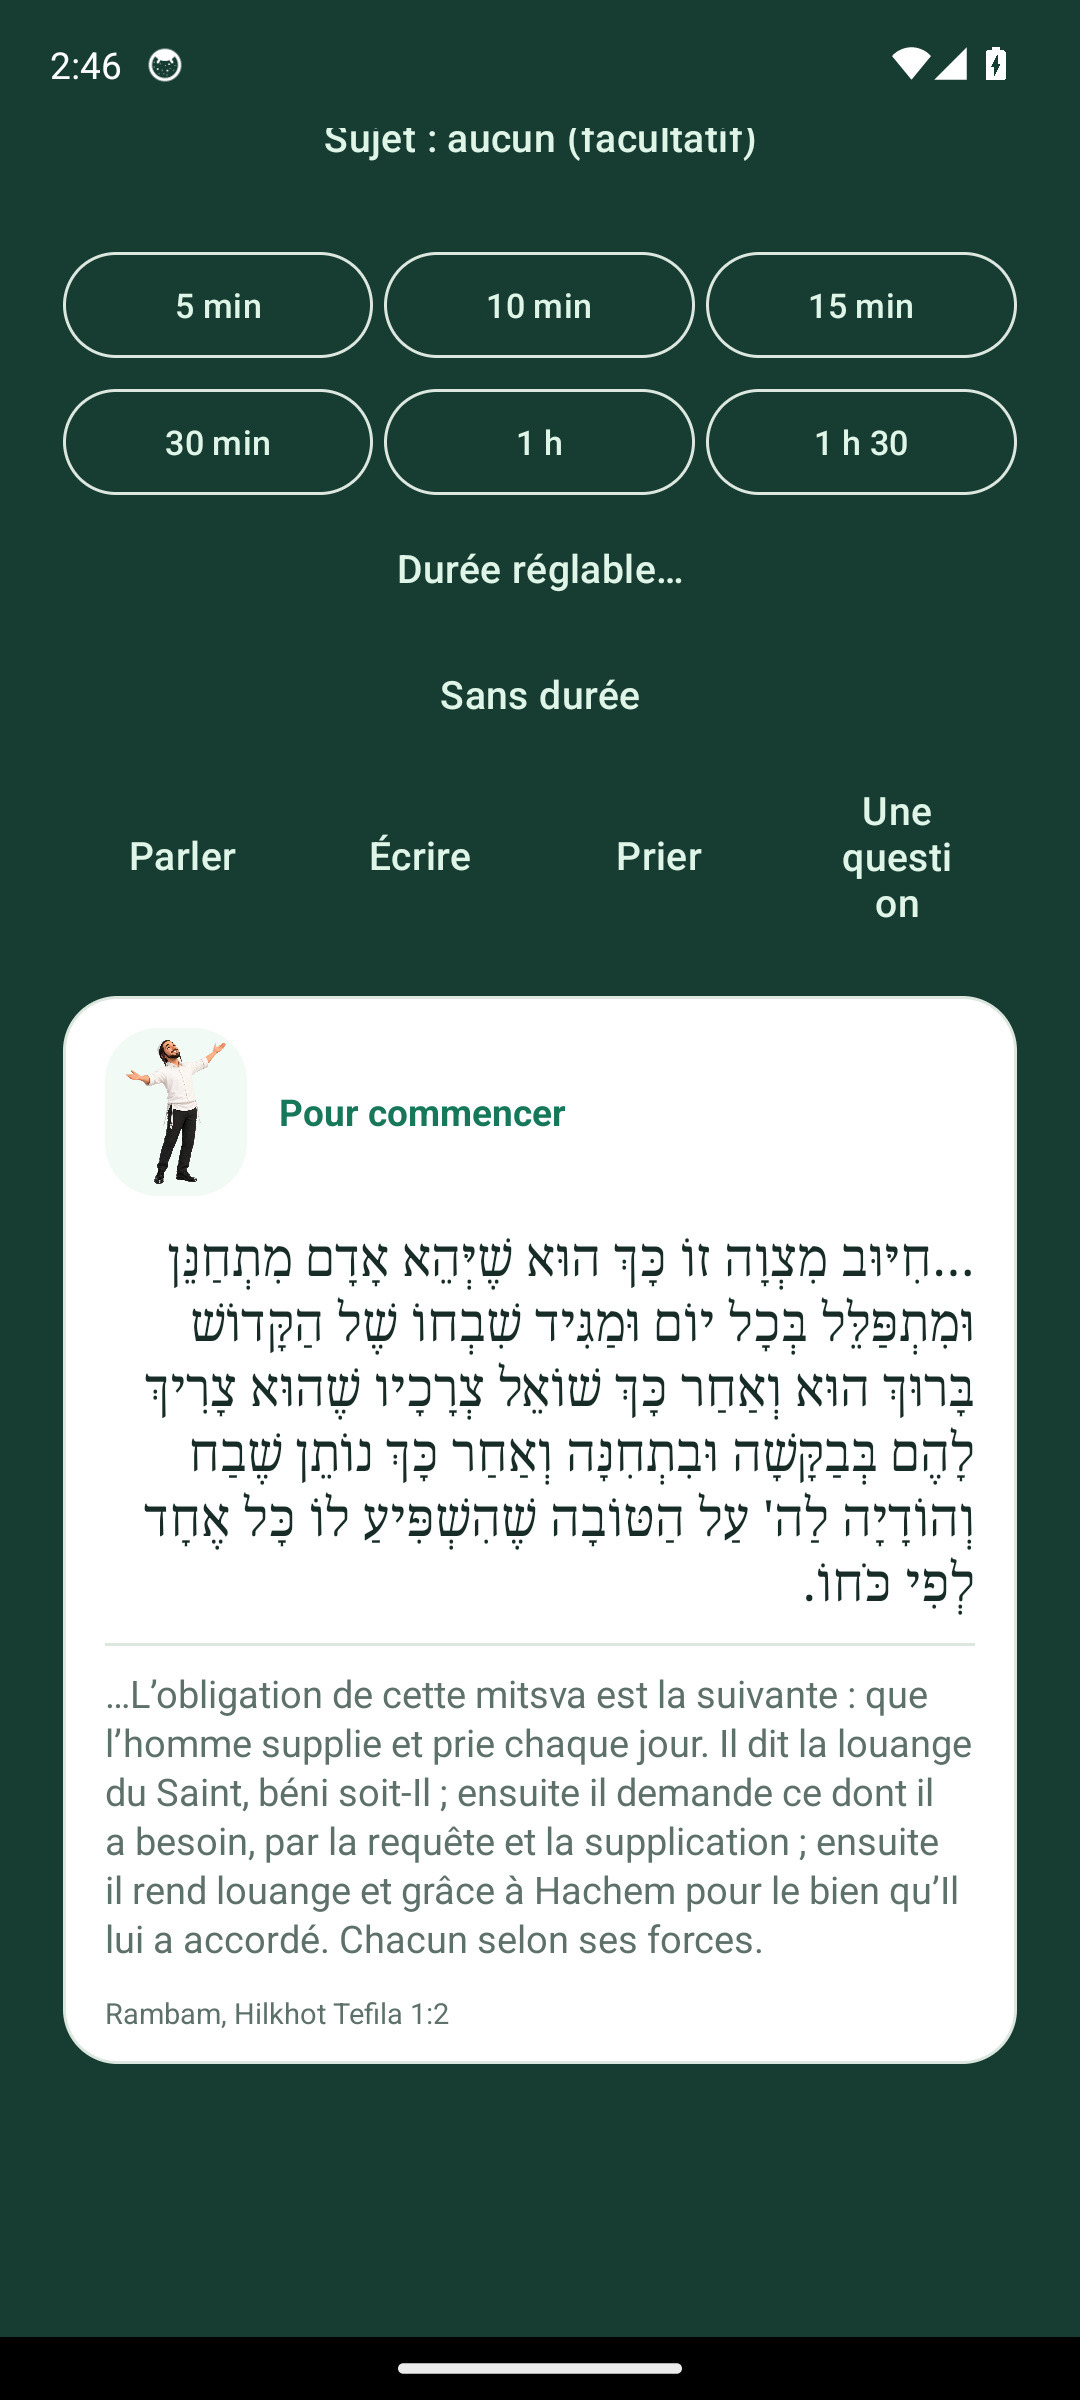 2:46
Sujet : aucun (facultatif)
5 min
10 min
15 min
30 min
1 h
1 h 30
Durée réglable…
Sans durée
Parler
Écrire
Prier
Une
questi
on
Pour commencer
…חִיּוּב מִצְוָה זוֹ כָּךְ הוּא שֶׁיְּהֵא אָדָם מִתְחַנֵּן
וּמִתְפַּלֵּל בְּכָל יוֹם וּמַגִּיד שִׁבְחוֹ שֶׁל הַקָּדוֹשׁ
בָּרוּךְ הוּא וְאַחַר כָּךְ שׁוֹאֵל צְרָכָיו שֶׁהוּא צָרִיךְ
לָהֶם בְּבַקָּשָׁה וּבִתְחִנָּה וְאַחַר כָּךְ נוֹתֵן שֶׁבַח
וְהוֹדָיָה לַה' עַל הַטּוֹבָה שֶׁהִשְׁפִּיעַ לוֹ כָּל אֶחָד
לְפִי כֹּחוֹ.
…L’obligation de cette mitsva est la suivante : que
l’homme supplie et prie chaque jour. Il dit la louange
du Saint, béni soit-Il ; ensuite il demande ce dont il
a besoin, par la requête et la supplication ; ensuite
il rend louange et grâce à Hachem pour le bien qu’Il
lui a accordé. Chacun selon ses forces.
Rambam, Hilkhot Tefila 1:2